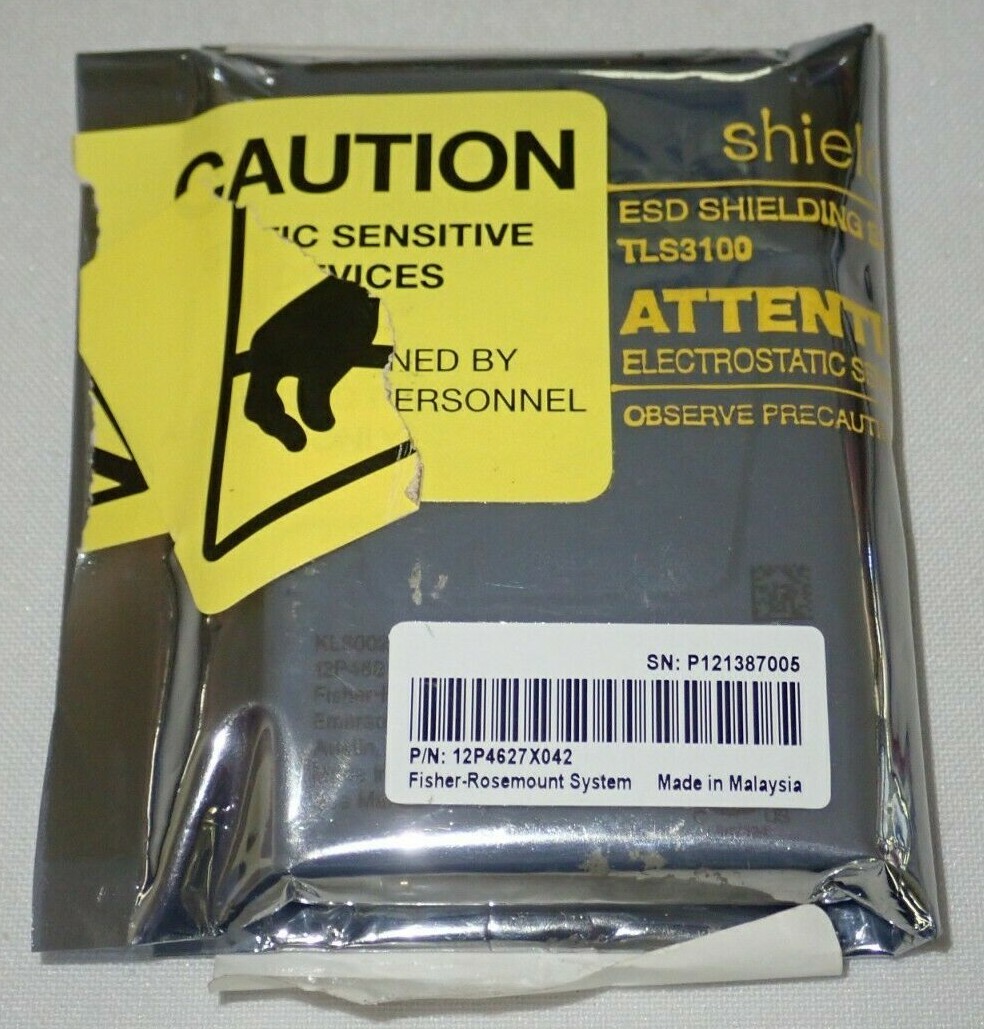 CAUTION
IC SENSITIVE
VICES
NED BY
ERSONNEL
shiel
ESD SHIELDING
TLS3100
ATTENTI
ELECTROSTATIC S
OBSERVE PRECAUT
SN: P121387005
P/N: 12P4627X042
Fisher-Rosemount System Made in Malaysia